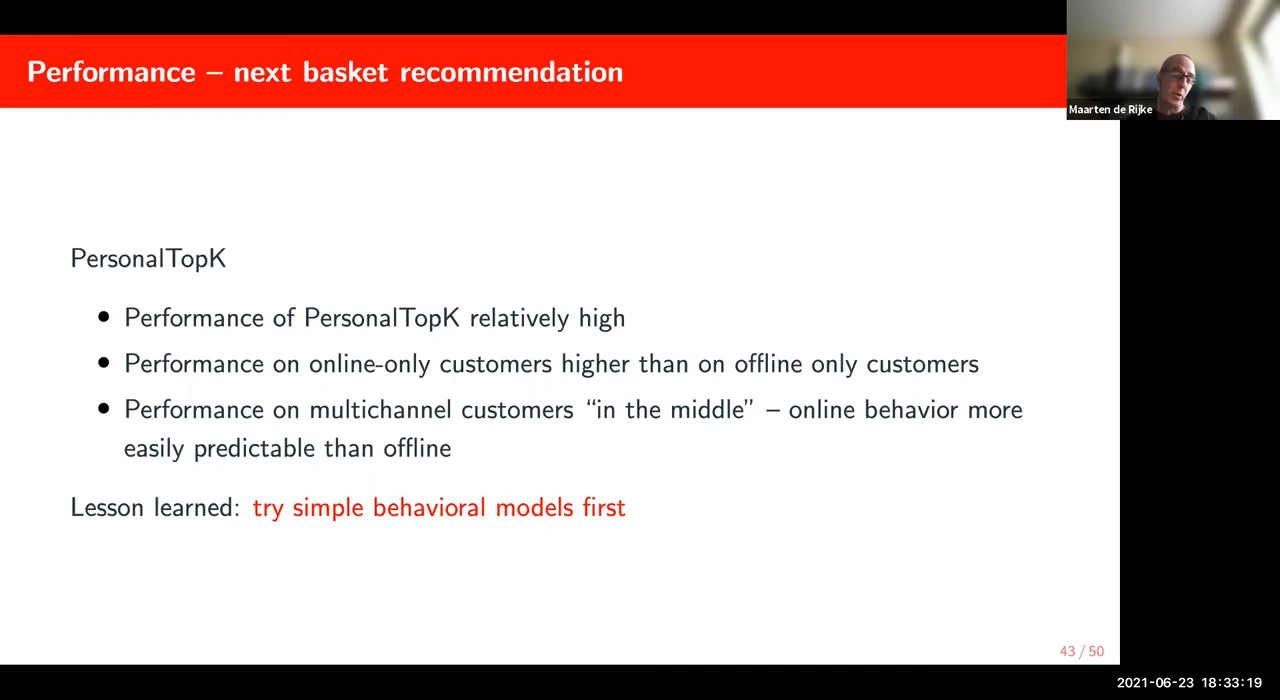 Performance – next basket recommendation
Maarten de Rijke
PersonalTopK
• Performance of PersonalTopK relatively high
• Performance on online-only customers higher than on offline only customers
• Performance on multichannel customers “in the middle” – online behavior more
easily predictable than offline
Lesson learned: try simple behavioral models first
43 / 50
2021-06-23 18:33:19